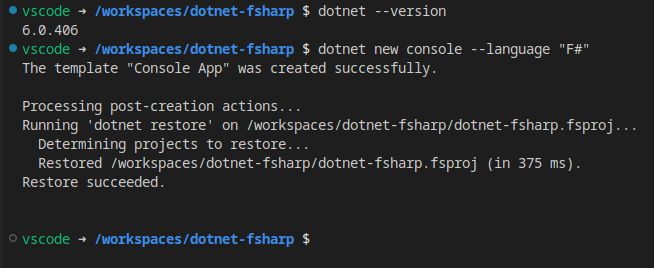 vscode → /workspaces/dotnet-fsharp $ dotnet --version
6.0.406
vscode → /workspaces/dotnet-fsharp $ dotnet new console --language "F#"
The template "Console App" was created successfully.
Processing post-creation actions...
Running 'dotnet restore' on /workspaces/dotnet-fsharp/dotnet-fsharp.fsproj...
  Determining projects to restore...
  Restored /workspaces/dotnet-fsharp/dotnet-fsharp.fsproj (in 375 ms).
Restore succeeded.
vscode → /workspaces/dotnet-fsharp $